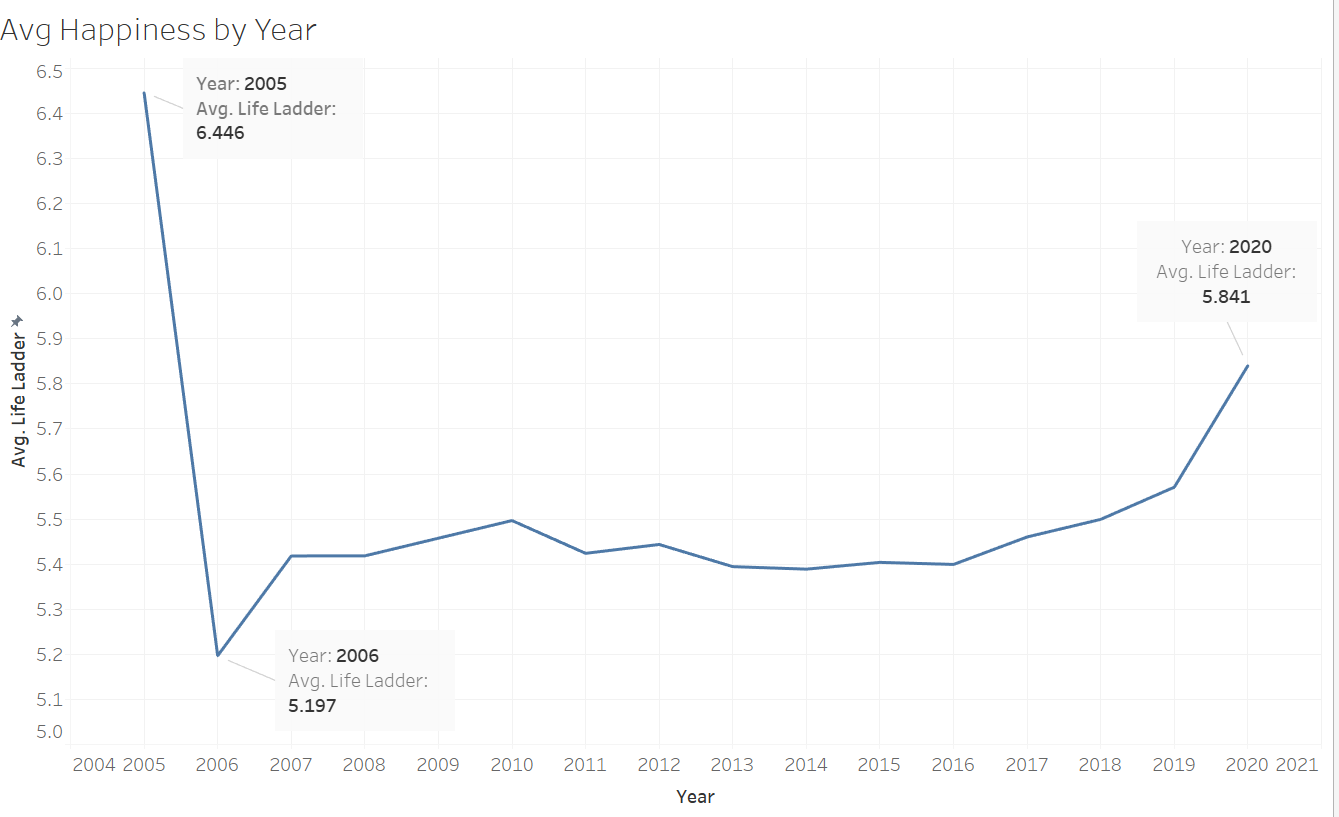 Avg Happiness by Year
6.5
6.4
6.3
6.2
6.1
6.0
5.9
5.8
5.7
5.6
5.5
5.4
5.3
5.2
5.1
5.0
Avg. Life Ladder
Year: 2005
Avg. Life Ladder:
6.446
Year: 2020
Avg. Life Ladder:
5.841
Year: 2006
Avg. Life Ladder:
5.197
2004 2005 2006 2007 2008 2009 2010 2011 2012 2013 2014 2015 2016 2017 2018 2019 2020 2021
Year